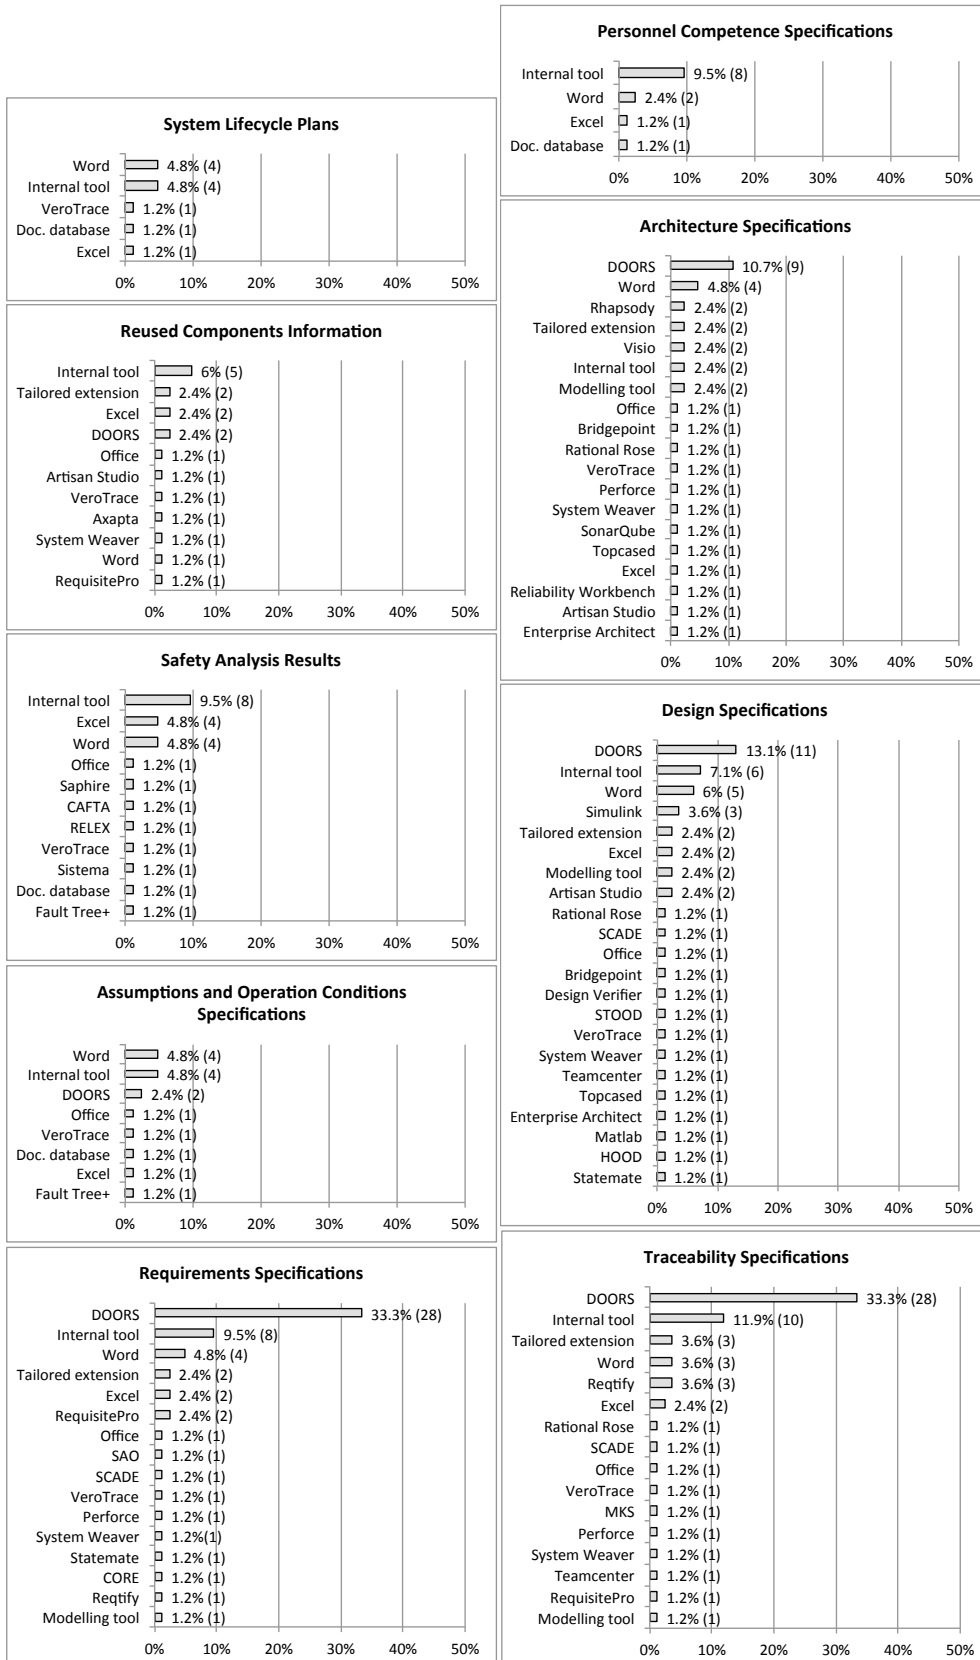 System Lifecycle Plans
Word 4.8% (4)
Internal tool 4.8% (4)
VeroTrace 1.2% (1)
Doc. database 1.2% (1)
Excel 1.2% (1)
0% 10% 20% 30% 40% 50%
Reused Components Information
Internal tool 6% (5)
Tailored extension 2.4% (2)
Excel 2.4% (2)
DOORS 2.4% (2)
Office 1.2% (1)
Artisan Studio 1.2% (1)
VeroTrace 1.2% (1)
Axapta 1.2% (1)
System Weaver 1.2% (1)
Word 1.2% (1)
RequisitePro 1.2% (1)
0% 10% 20% 30% 40% 50%
Safety Analysis Results
Internal tool 9.5% (8)
Excel 4.8% (4)
Word 4.8% (4)
Office 1.2% (1)
Saphire 1.2% (1)
CAFTA 1.2% (1)
RELEX 1.2% (1)
VeroTrace 1.2% (1)
Sistema 1.2% (1)
Doc. database 1.2% (1)
Fault Tree+ 1.2% (1)
0% 10% 20% 30% 40% 50%
Assumptions and Operation Conditions
Specifications
Word 4.8% (4)
Internal tool 4.8% (4)
DOORS 2.4% (2)
Office 1.2% (1)
VeroTrace 1.2% (1)
Doc. database 1.2% (1)
Excel 1.2% (1)
Fault Tree+ 1.2% (1)
0% 10% 20% 30% 40% 50%
Requirements Specifications
DOORS 33.3% (28)
Internal tool 9.5% (8)
Word 4.8% (4)
Tailored extension 2.4% (2)
Excel 2.4% (2)
RequisitePro 2.4% (2)
Office 1.2% (1)
SAO 1.2% (1)
SCADE 1.2% (1)
VeroTrace 1.2% (1)
Perforce 1.2% (1)
System Weaver 1.2%(1)
Statemate 1.2% (1)
CORE 1.2% (1)
Reqtify 1.2% (1)
Modelling tool 1.2% (1)
0% 10% 20% 30% 40% 50%
Personnel Competence Specifications
Internal tool 9.5% (8)
Word 2.4% (2)
Excel 1.2% (1)
Doc. database 1.2% (1)
0% 10% 20% 30% 40% 50%
Architecture Specifications
DOORS 10.7% (9)
Word 4.8% (4)
Rhapsody 2.4% (2)
Tailored extension 2.4% (2)
Visio 2.4% (2)
Internal tool 2.4% (2)
Modelling tool 2.4% (2)
Office 1.2% (1)
Bridgepoint 1.2% (1)
Rational Rose 1.2% (1)
VeroTrace 1.2% (1)
Perforce 1.2% (1)
System Weaver 1.2% (1)
SonarQube 1.2% (1)
Topcased 1.2% (1)
Excel 1.2% (1)
Reliability Workbench 1.2% (1)
Artisan Studio 1.2% (1)
Enterprise Architect 1.2% (1)
0% 10% 20% 30% 40% 50%
Design Specifications
DOORS 13.1% (11)
Internal tool 7.1% (6)
Word 6% (5)
Simulink 3.6% (3)
Tailored extension 2.4% (2)
Excel 2.4% (2)
Modelling tool 2.4% (2)
Artisan Studio 2.4% (2)
Rational Rose 1.2% (1)
SCADE 1.2% (1)
Office 1.2% (1)
Bridgepoint 1.2% (1)
Design Verifier 1.2% (1)
STOOD 1.2% (1)
VeroTrace 1.2% (1)
System Weaver 1.2% (1)
Teamcenter 1.2% (1)
Topcased 1.2% (1)
Enterprise Architect 1.2% (1)
Matlab 1.2% (1)
HOOD 1.2% (1)
Statemate 1.2% (1)
0% 10% 20% 30% 40% 50%
Traceability Specifications
DOORS 33.3% (28)
Internal tool 11.9% (10)
Tailored extension 3.6% (3)
Word 3.6% (3)
Reqtify 3.6% (3)
Excel 2.4% (2)
Rational Rose 1.2% (1)
SCADE 1.2% (1)
Office 1.2% (1)
VeroTrace 1.2% (1)
MKS 1.2% (1)
Perforce 1.2% (1)
System Weaver 1.2% (1)
Teamcenter 1.2% (1)
RequisitePro 1.2% (1)
Modelling tool 1.2% (1)
0% 10% 20% 30% 40% 50%